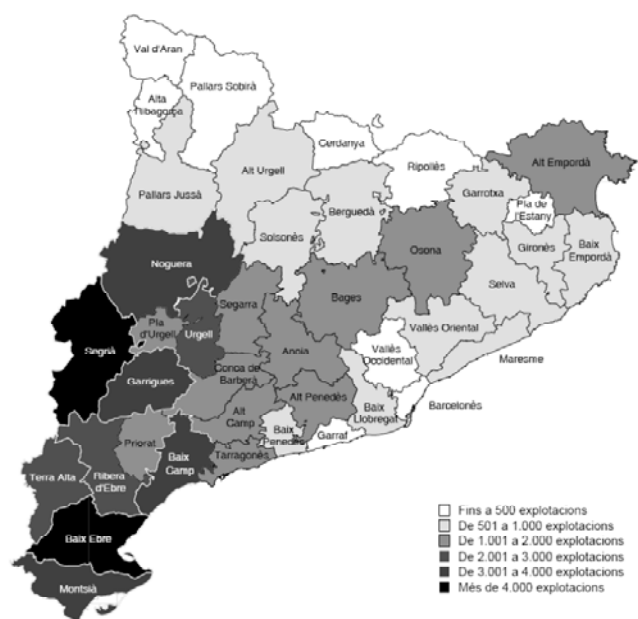 Val d'Aran
Pallars Sobirà
Alta
Ribagorça
Cerdanya
Ripollès
Alt Empordà
Alt Urgell
Garrotxa
Pla de
l'Estany
Pallars Jussà
Berguedà
Solsonès
Osona
Gironès
Baix
Empordà
Noguera
Selva
Segarra
Bages
Pla
d'Urgell
Urgell
Vallès Oriental
Segrià
Anoia
Vallès
Occidental
Maresme
Conca de
Barberà
Garrigues
Alt Penedès
Baix
Llobregat
Barcelonès
Alt
Camp
Baix
Penedès
Garraf
Priorat
Baix
Camp
Tarragonès
Terra Alta
Ribera
d'Ebre
Baix Ebre
Montsià
Fins a 500 explotacions
De 501 a 1.000 explotacions
De 1.001 a 2.000 explotacions
De 2.001 a 3.000 explotacions
De 3.001 a 4.000 explotacions
Més de 4.000 explotacions